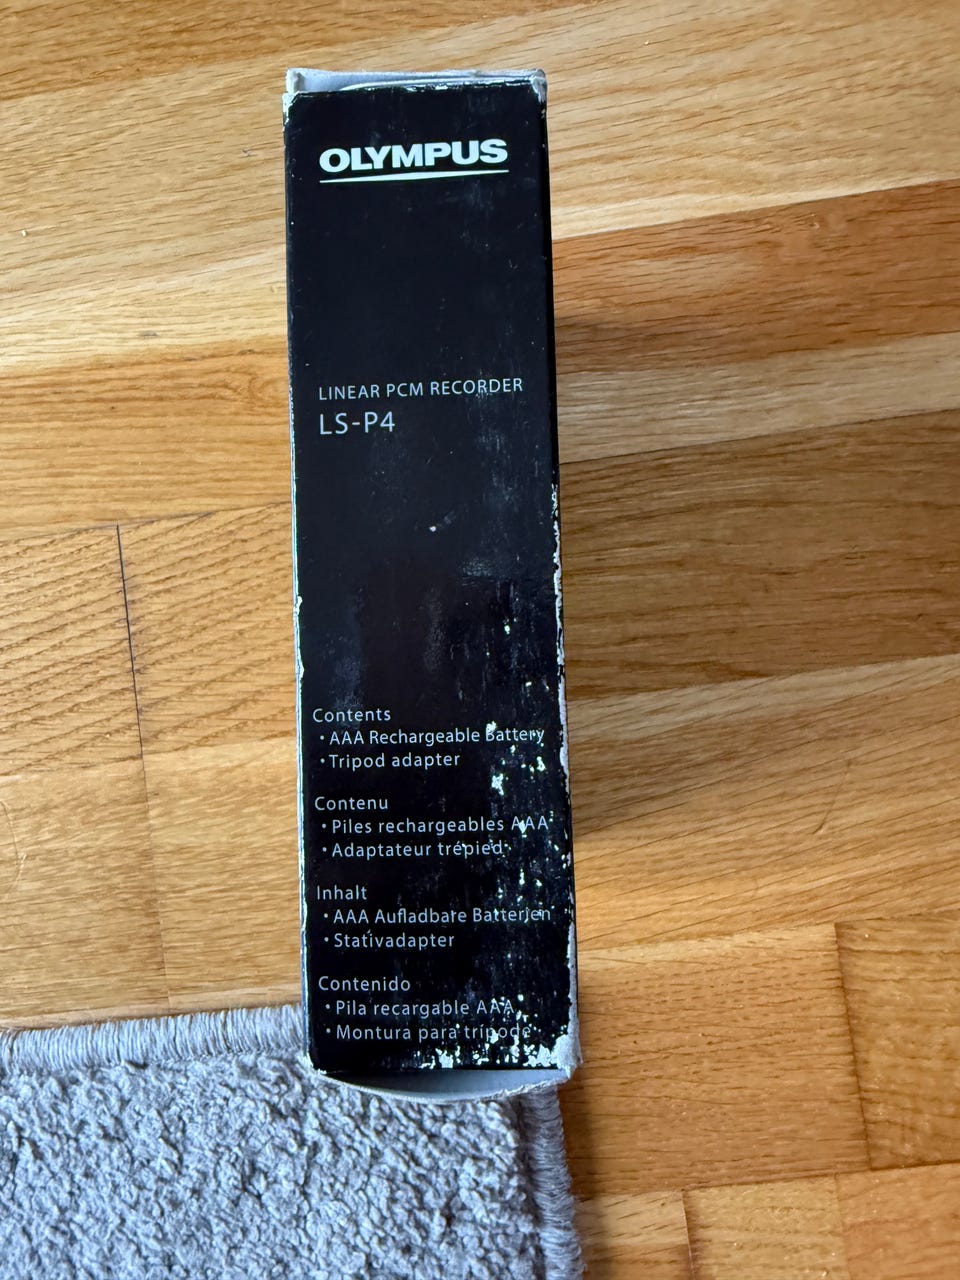 OLYMPUS
LINEAR PCM RECORDER
LS-P4
Contents
• AAA Rechargeable Battery
• Tripod adapter
Contenu
• Piles rechargeables AAA
• Adaptateur trépied
Inhalt
• AAA Aufladbare Batterien
• Stativadapter
Contenido
• Pila recargable AAA
• Montura para trípode